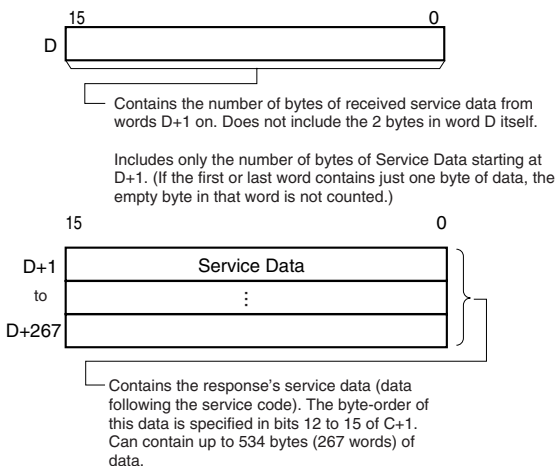 15 0
D
Contains the number of bytes of received service data from
words D+1 on. Does not include the 2 bytes in word D itself.
Includes only the number of bytes of Service Data starting at
D+1. (If the first or last word contains just one byte of data, the
empty byte in that word is not counted.)
15 0
D+1 Service Data
to ⋮
D+267
Contains the response's service data (data
following the service code). The byte-order of
this data is specified in bits 12 to 15 of C+1.
Can contain up to 534 bytes (267 words) of
data.